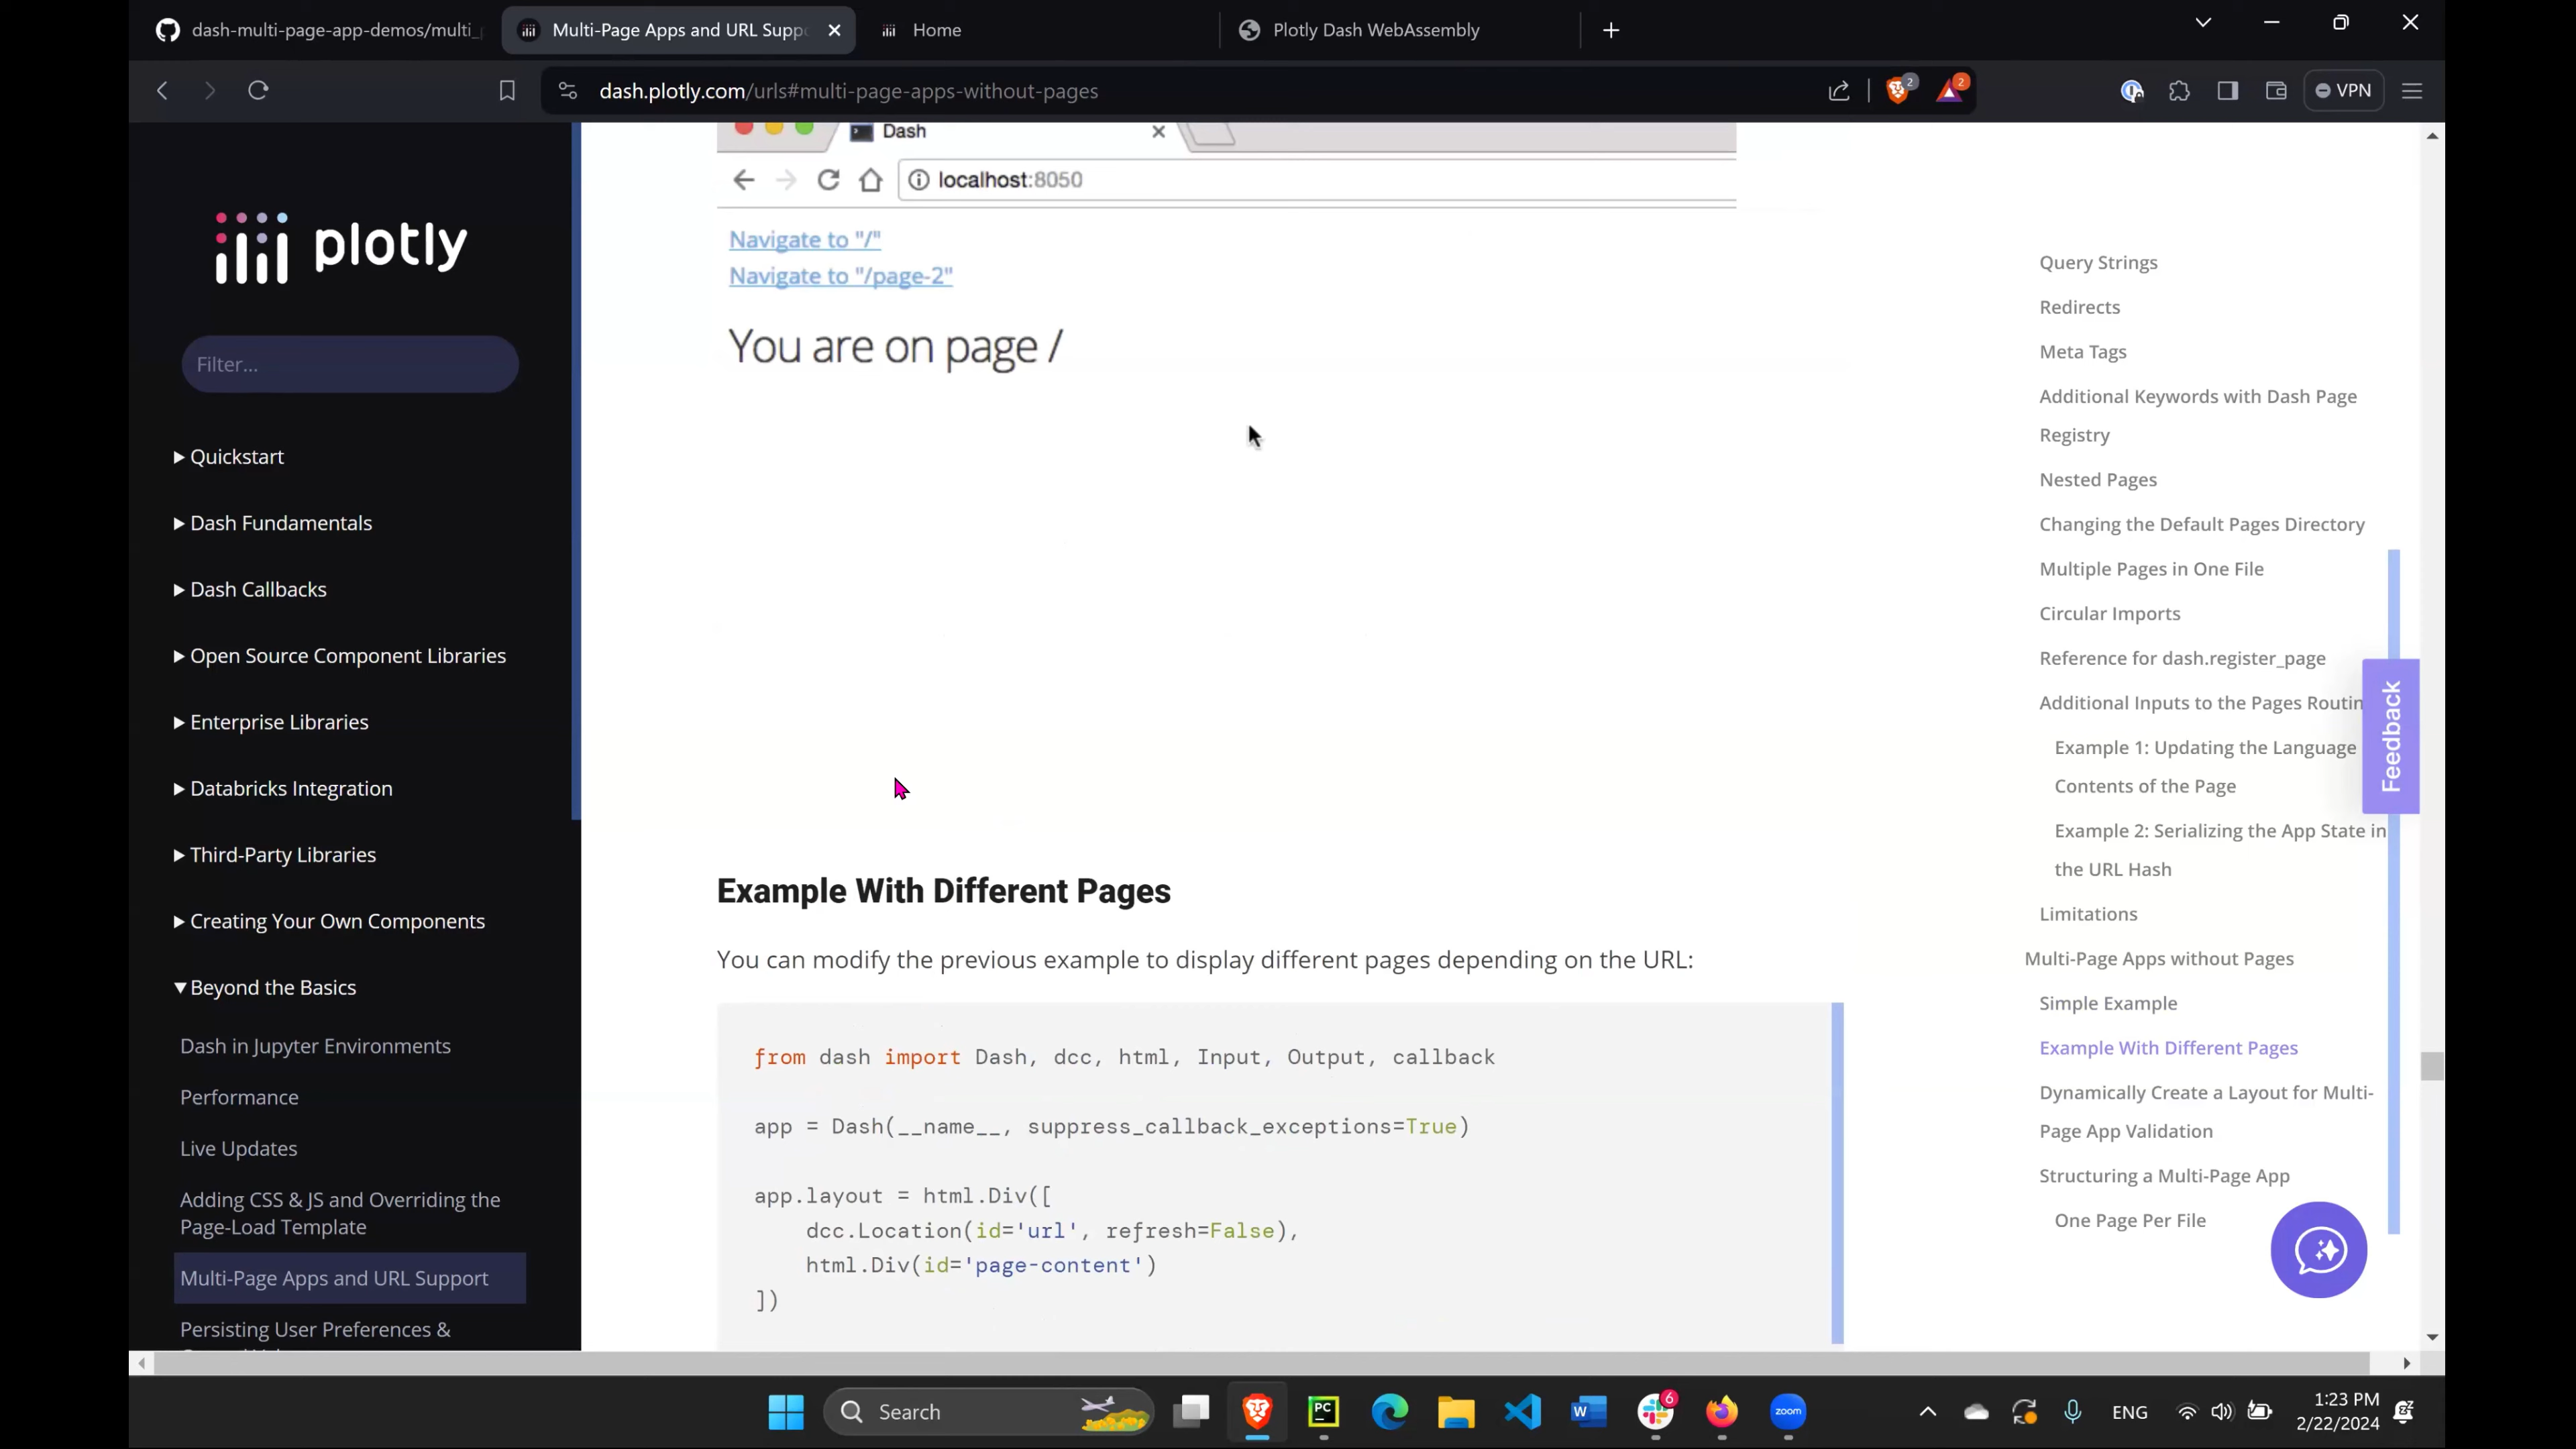 dash-multi-page-app-demos/multi_
Multi-Page Apps and URL Supp
Home
Plotly Dash WebAssembly
dash.plotly.com/urls#multi-page-apps-without-pages
2
2
VPN
plotly
Filter...
Quickstart
Dash Fundamentals
Dash Callbacks
Open Source Component Libraries
Enterprise Libraries
Databricks Integration
Third-Party Libraries
Creating Your Own Components
Beyond the Basics
Dash in Jupyter Environments
Performance
Live Updates
Adding CSS & JS and Overriding the
Page-Load Template
Multi-Page Apps and URL Support
Persisting User Preferences &
Dash
localhost:8050
Navigate to "/"
Navigate to "/page-2"
You are on page /
Example With Different Pages
You can modify the previous example to display different pages depending on the URL:
from dash import Dash, dcc, html, Input, Output, callback
app = Dash(__name__, suppress_callback_exceptions=True)
app.layout = html.Div([
dcc.Location(id='url', refresh=False),
html.Div(id='page-content')
])
Query Strings
Redirects
Meta Tags
Additional Keywords with Dash Page
Registry
Nested Pages
Changing the Default Pages Directory
Multiple Pages in One File
Circular Imports
Reference for dash.register_page
Additional Inputs to the Pages Routin
Example 1: Updating the Language
Contents of the Page
Example 2: Serializing the App State in
the URL Hash
Limitations
Multi-Page Apps without Pages
Simple Example
Example With Different Pages
Dynamically Create a Layout for Multi-
Page App Validation
Structuring a Multi-Page App
One Page Per File
Feedback
Search
PC
W
6
zoom
ENG
1:23 PM
2/22/2024